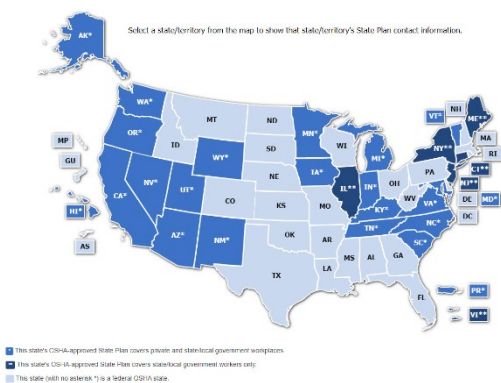 Select a state/territory from the map to show that state/territory's State Plan contact information.
AK*
WA*
MT
ND
MN*
VT*
NH
ME**
OR*
ID
SD
WI
MI*
NY**
MA
RI
MP
GU
WY*
NE
IA*
IL**
IN*
OH
PA
NJ**
CT**
CA*
NV*
UT*
CO
KS
MO
KY*
WV
VA*
DE
MD*
DC
HI*
AS
AZ*
NM*
OK
AR
TN*
NC*
SC*
TX
LA
MS
Al
GA
FL
PR*
VI**
* This state's OSHA-approved State Plan covers private and state/local government workplaces.
** This state's OSHA-approved State Plan covers state/local government workers only.
This state (with no asterisk *) is a federal OSHA state.